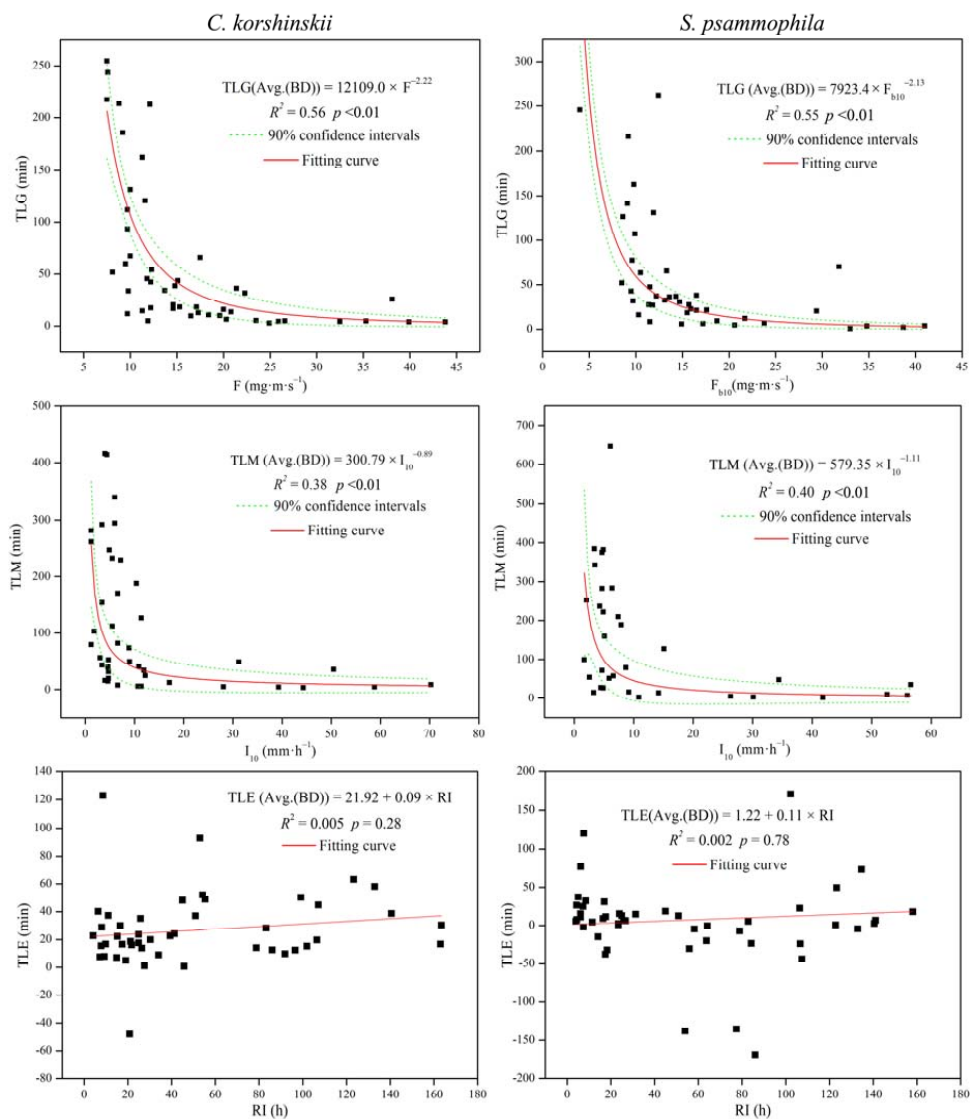 C. korshinskii
S. psammophila
TLG(Avg.(BD)) = 12109.0 × F^−2.22
R² = 0.56 p <0.01
90% confidence intervals
Fitting curve
TLG (min)
250
200
150
100
50
0
5 10 15 20 25 30 35 40 45
F (mg·m·s⁻¹)
TLG (Avg.(BD)) = 7923.4 × F_b10^−2.13
R² = 0.55 p <0.01
90% confidence intervals
Fitting curve
TLG (min)
300
250
200
150
100
50
0
0 5 10 15 20 25 30 35 40 45
F_b10(mg·m·s⁻¹)
TLM (Avg.(BD)) = 300.79 × I_10^−0.89
R² = 0.38 p <0.01
90% confidence intervals
Fitting curve
TLM (min)
500
400
300
200
100
0
0 10 20 30 40 50 60 70 80
I_10 (mm·h⁻¹)
TLM (Avg.(BD)) = 579.35 × I_10^−1.11
R² = 0.40 p <0.01
90% confidence intervals
Fitting curve
TLM (min)
700
600
500
400
300
200
100
0
0 10 20 30 40 50 60
I_10 (mm·h⁻¹)
TLE (Avg.(BD)) = 21.92 + 0.09 × RI
R² = 0.005 p = 0.28
Fitting curve
TLE (min)
140
120
100
80
60
40
20
0
-20
-40
-60
-80
0 20 40 60 80 100 120 140 160 180
RI (h)
TLE(Avg.(BD)) = 1.22 + 0.11 × RI
R² = 0.002 p = 0.78
Fitting curve
TLE (min)
200
150
100
50
0
-50
-100
-150
-200
0 20 40 60 80 100 120 140 160 180
RI (h)